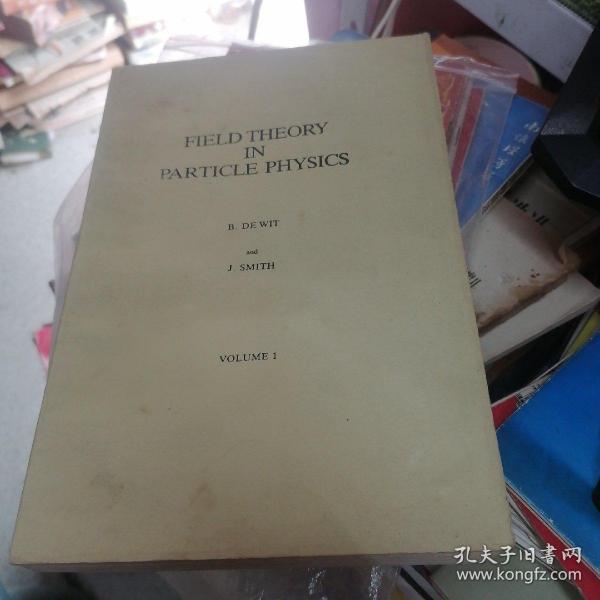 FIELD THEORY
IN
PARTICLE PHYSICS
B. DE WIT
and
J. SMITH
VOLUME 1
孔夫子旧书网
www.kongfz.com